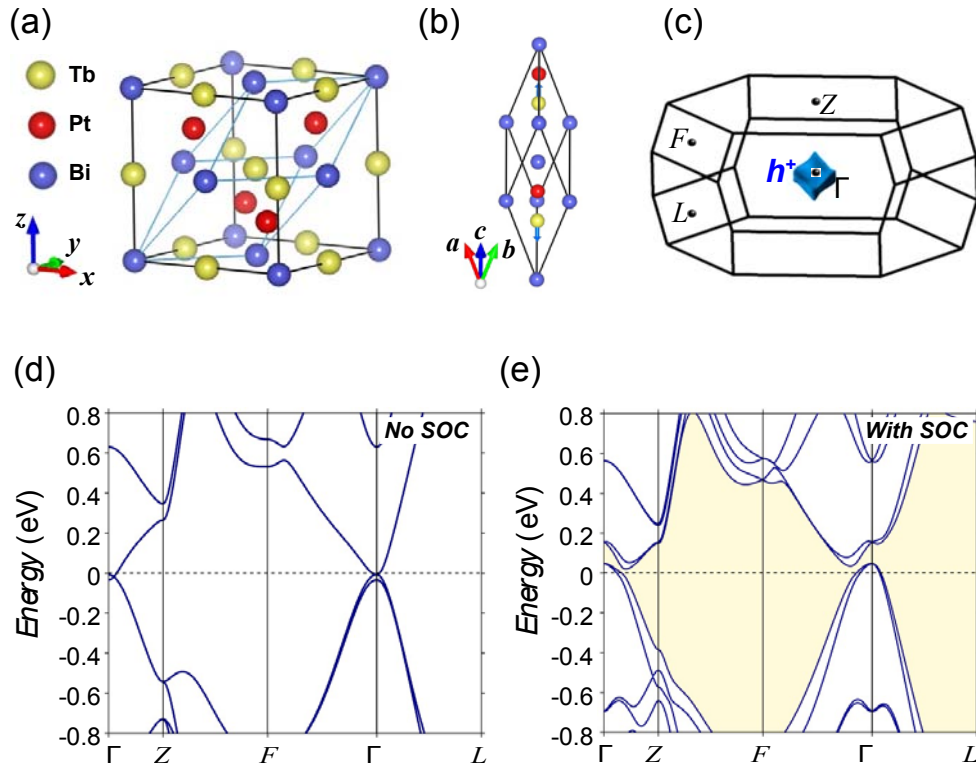 (a)
Tb
Pt
Bi
z
y
x
(b)
a
c
b
(c)
Z
F
h+
Γ
L
(d)
No SOC
Energy (eV)
0.8
0.6
0.4
0.2
0
-0.2
-0.4
-0.6
-0.8
Γ Z F Γ L
(e)
With SOC
Energy (eV)
0.8
0.6
0.4
0.2
0
-0.2
-0.4
-0.6
-0.8
Γ Z F Γ L